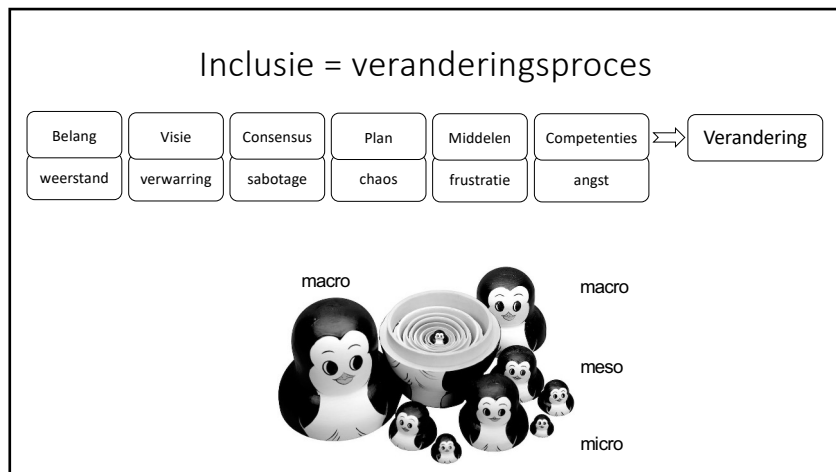 Inclusie = veranderingsproces
Belang Visie Consensus Plan Middelen Competenties Verandering
weerstand verwarring sabotage chaos frustratie angst
macro macro
meso
micro